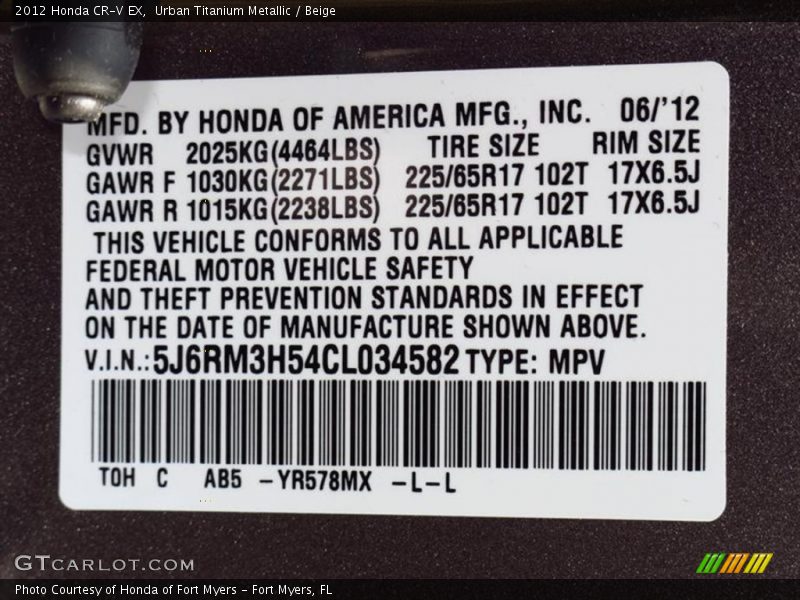 2012 Honda CR-V EX,  Urban Titanium Metallic / Beige
MFD. BY HONDA OF AMERICA MFG., INC. 06/'12
GVWR 2025KG(4464LBS) TIRE SIZE RIM SIZE
GAWR F 1030KG(2271LBS) 225/65R17 102T 17X6.5J
GAWR R 1015KG(2238LBS) 225/65R17 102T 17X6.5J
THIS VEHICLE CONFORMS TO ALL APPLICABLE
FEDERAL MOTOR VEHICLE SAFETY
AND THEFT PREVENTION STANDARDS IN EFFECT
ON THE DATE OF MANUFACTURE SHOWN ABOVE.
V.I.N.: 5J6RM3H54CL034582 TYPE: MPV
TOH C AB5 -YR578MX -L-L
GTCARLOT.COM
Photo Courtesy of Honda of Fort Myers - Fort Myers, FL